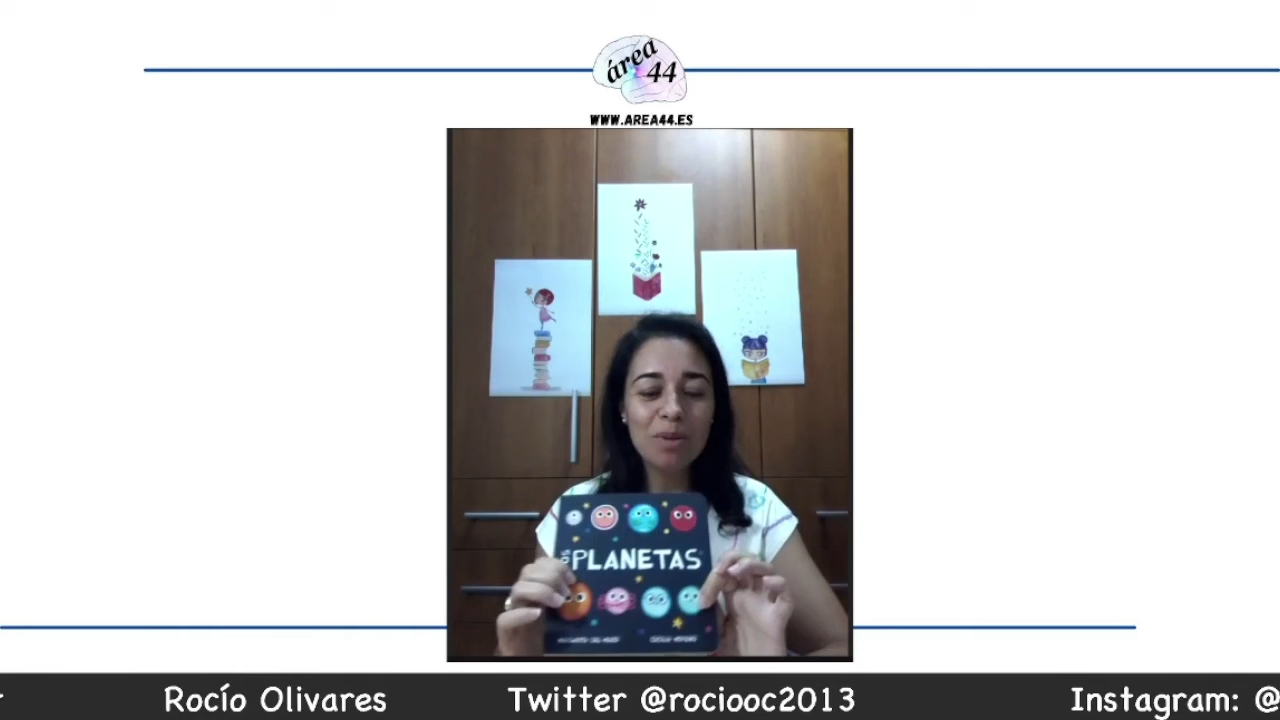 área
44
WWW.AREA44.ES
PLANETAS
Rocío Olivares Twitter @rociooc2013 Instagram: @